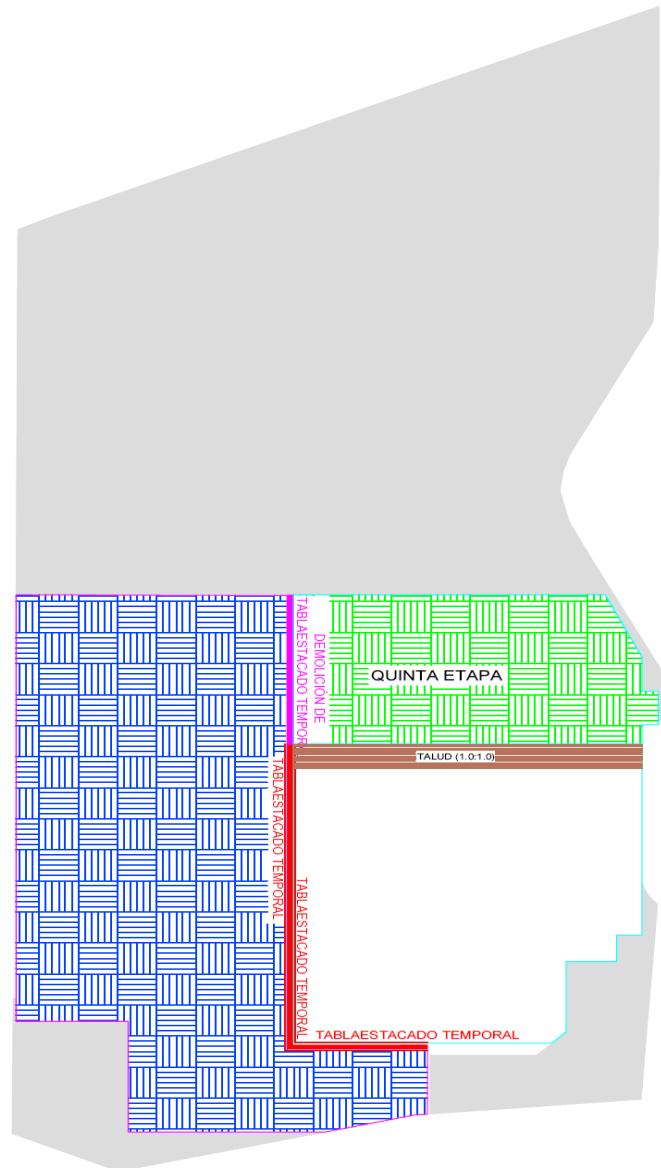 DEMOLICIÓN DE
TABLAESTACADO TEMPOR
QUINTA ETAPA
TALUD (1.0:1.0)
TABLAESTACADO TEMPORAL
TABLAESTACADO TEMPORAL
TABLAESTACADO TEMPORAL